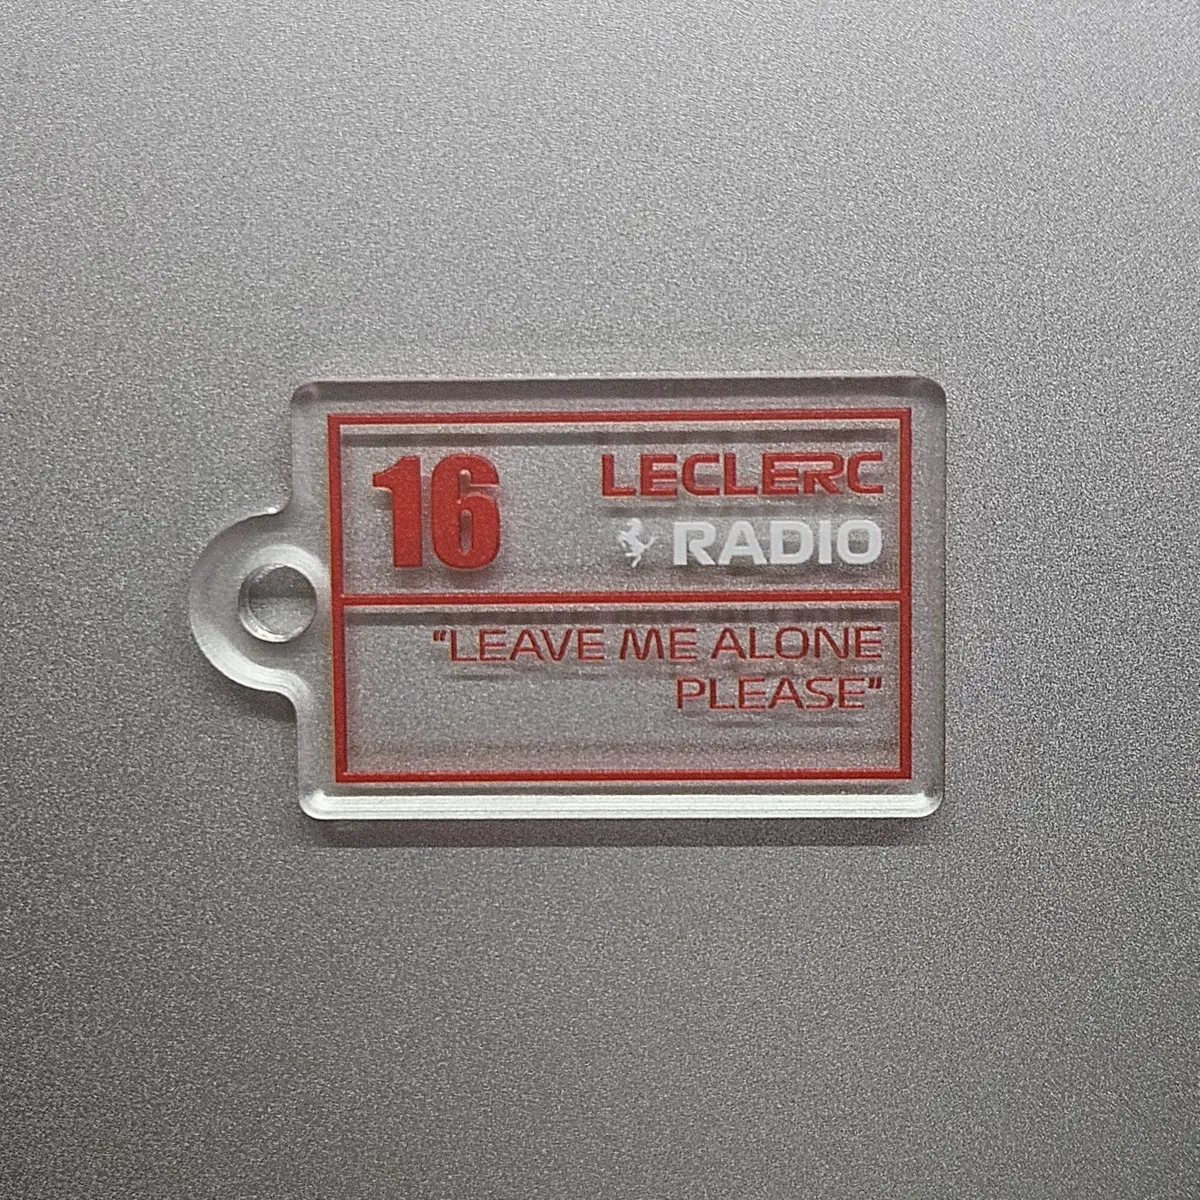 16
LECLERC
RADIO
“LEAVE ME ALONE
PLEASE”